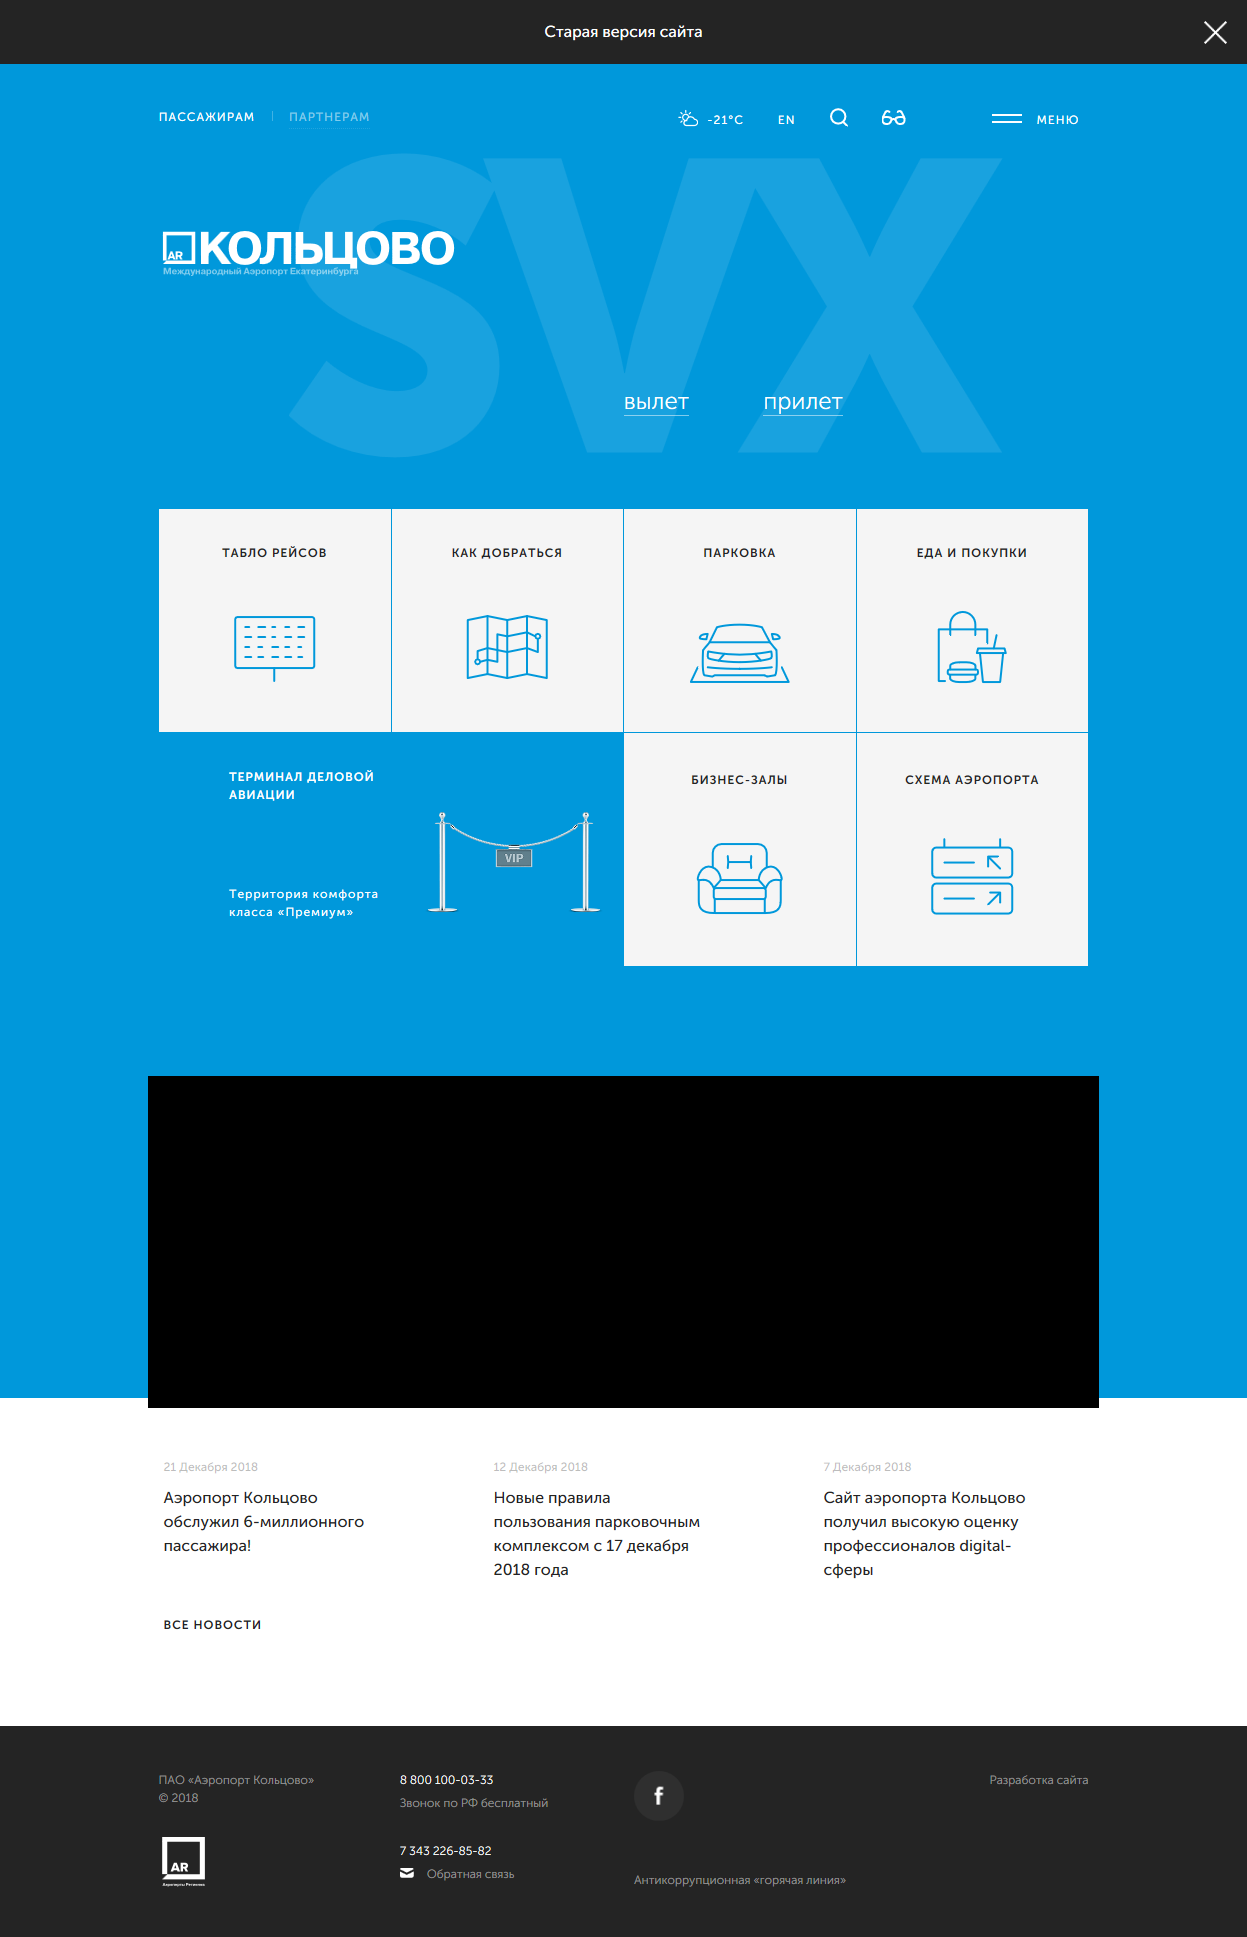 Старая версия сайта
ПАССАЖИРАМ
ПАРТНЕРАМ
-21°C
EN
МЕНЮ
SVX
AR
КОЛЬЦОВО
Международный Аэропорт Екатеринбурга
вылет
прилет
ТАБЛО РЕЙСОВ
КАК ДОБРАТЬСЯ
ПАРКОВКА
ЕДА И ПОКУПКИ
ТЕРМИНАЛ ДЕЛОВОЙ
АВИАЦИИ
VIP
Территория комфорта
класса «Премиум»
БИЗНЕС-ЗАЛЫ
СХЕМА АЭРОПОРТА
21 Декабря 2018
Аэропорт Кольцово
обслужил 6-миллионного
пассажира!
12 Декабря 2018
Новые правила
пользования парковочным
комплексом с 17 декабря
2018 года
7 Декабря 2018
Сайт аэропорта Кольцово
получил высокую оценку
профессионалов digital-
сферы
ВСЕ НОВОСТИ
ПАО «Аэропорт Кольцово»
© 2018
AR
Аэропорты Регионов
8 800 100-03-33
Звонок по РФ бесплатный
7 343 226-85-82
Обратная связь
f
Антикоррупционная «горячая линия»
Разработка сайта